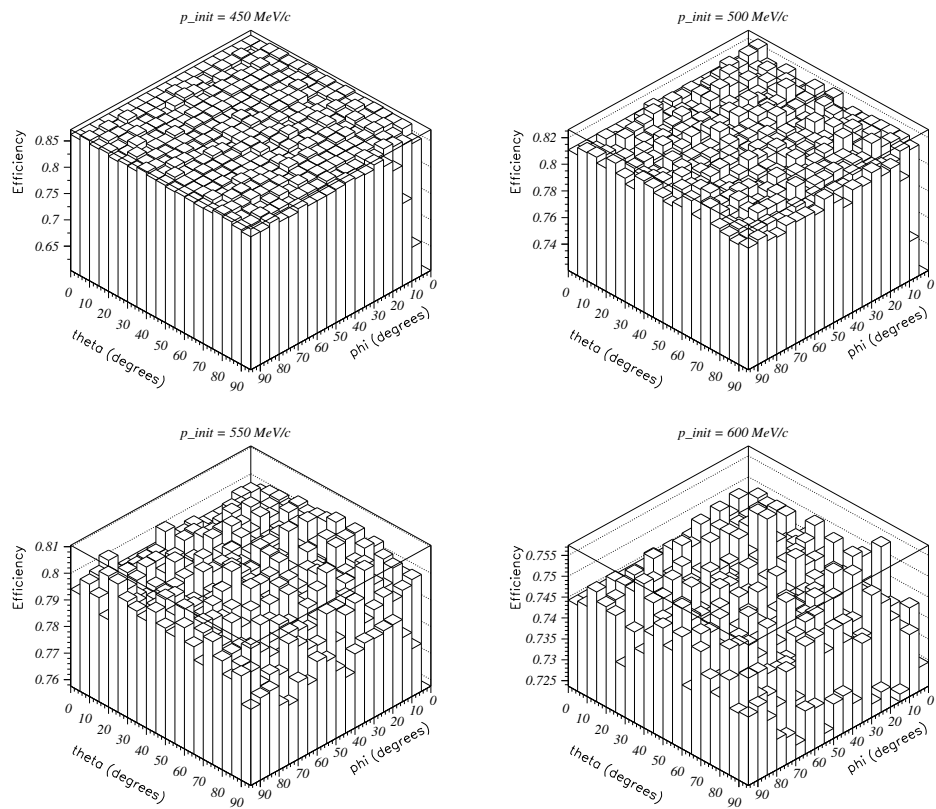 p_init = 450 MeV/c
Efficiency
0.85
0.8
0.75
0.7
0.65
0 10 20 30 40 50 60 70 80 90
theta (degrees)
90 80 70 60 50 40 30 20 10 0
phi (degrees)
p_init = 500 MeV/c
Efficiency
0.82
0.8
0.78
0.76
0.74
0 10 20 30 40 50 60 70 80 90
theta (degrees)
90 80 70 60 50 40 30 20 10 0
phi (degrees)
p_init = 550 MeV/c
Efficiency
0.81
0.8
0.79
0.78
0.77
0.76
0 10 20 30 40 50 60 70 80 90
theta (degrees)
90 80 70 60 50 40 30 20 10 0
phi (degrees)
p_init = 600 MeV/c
Efficiency
0.755
0.75
0.745
0.74
0.735
0.73
0.725
0 10 20 30 40 50 60 70 80 90
theta (degrees)
90 80 70 60 50 40 30 20 10 0
phi (degrees)